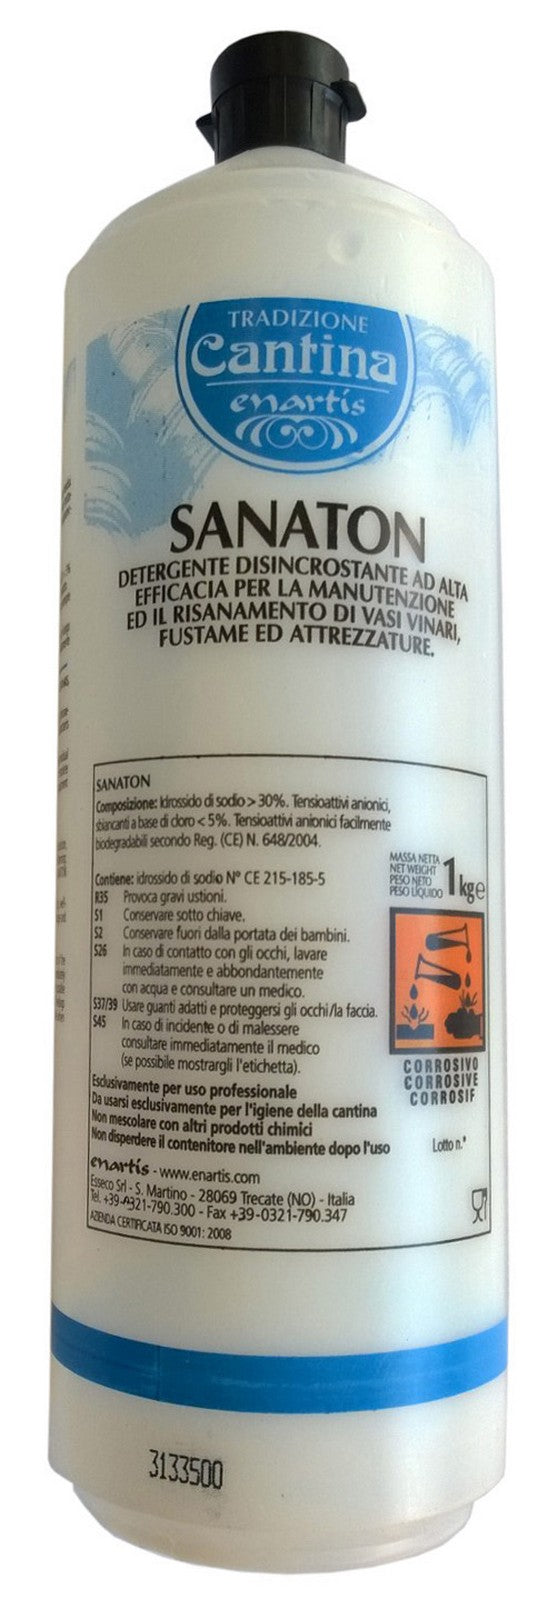 TRADIZIONE
Cantina
enartis
SANATON
DETERGENTE DISINCROSTANTE AD ALTA
EFFICACIA PER LA MANUTENZIONE
ED IL RISANAMENTO DI VASI VINARI,
FUSTAME ED ATTREZZATURE.
SANATON
Composizione: Idrossido di sodio > 30%. Tensioattivi anionici,
sbiancanti a base di cloro < 5%. Tensioattivi anionici facilmente
biodegradabili secondo Reg. (CE) N. 648/2004.
Contiene: idrossido di sodio N° CE 215-185-5
R35 Provoca gravi ustioni.
S1 Conservare sotto chiave.
S2 Conservare fuori dalla portata dei bambini.
S26 In caso di contatto con gli occhi, lavare
immediatamente e abbondantemente
con acqua e consultare un medico.
S37/39 Usare guanti adatti e proteggersi gli occhi/la faccia.
S45 In caso di incidente o di malessere
consultare immediatamente il medico
(se possibile mostrargli l'etichetta).
Esclusivamente per uso professionale
Da usarsi esclusivamente per l'igiene della cantina
Non mescolare con altri prodotti chimici
Non disperdere il contenitore nell'ambiente dopo l'uso
enartis - www.enartis.com
Esseco Srl - S. Martino - 28069 Trecate (NO) - Italia
Tel. +39-0321-790.300 - Fax +39-0321-790.347
AZIENDA CERTIFICATA ISO 9001: 2008
MASSA NETTA
NET WEIGHT
PESO NETO
PESO LÍQUIDO
1 kg e
CORROSIVO
CORROSIVE
CORROSIF
Lotto n.*
3133500